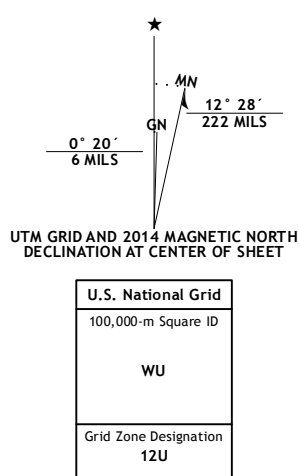 ★
MN
12° 28´
222 MILS
GN
0° 20´
6 MILS
UTM GRID AND 2014 MAGNETIC NORTH
DECLINATION AT CENTER OF SHEET
U.S. National Grid
100,000-m Square ID
WU
Grid Zone Designation
12U